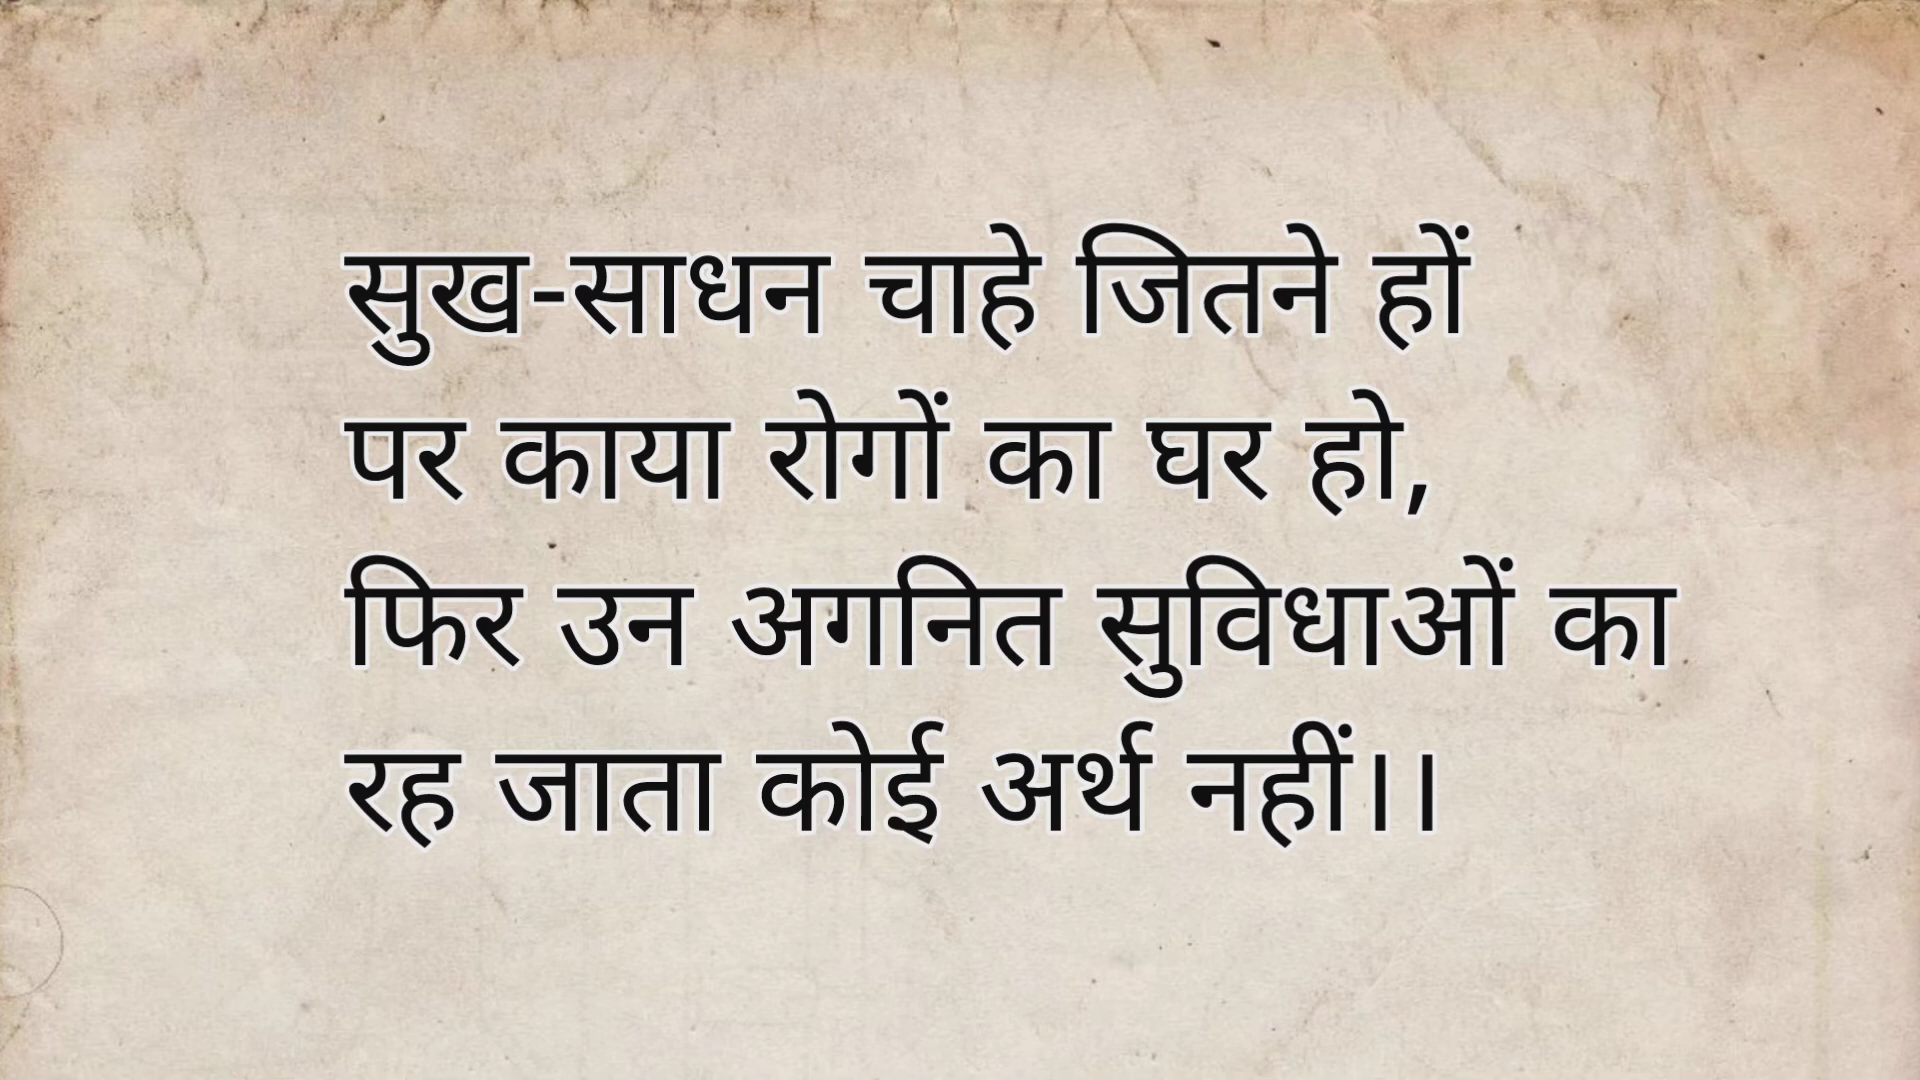 सुख-साधन चाहे जितने हों
पर काया रोगों का घर हो,
फिर उन अगनित सुविधाओं का
रह जाता कोई अर्थ नहीं।।